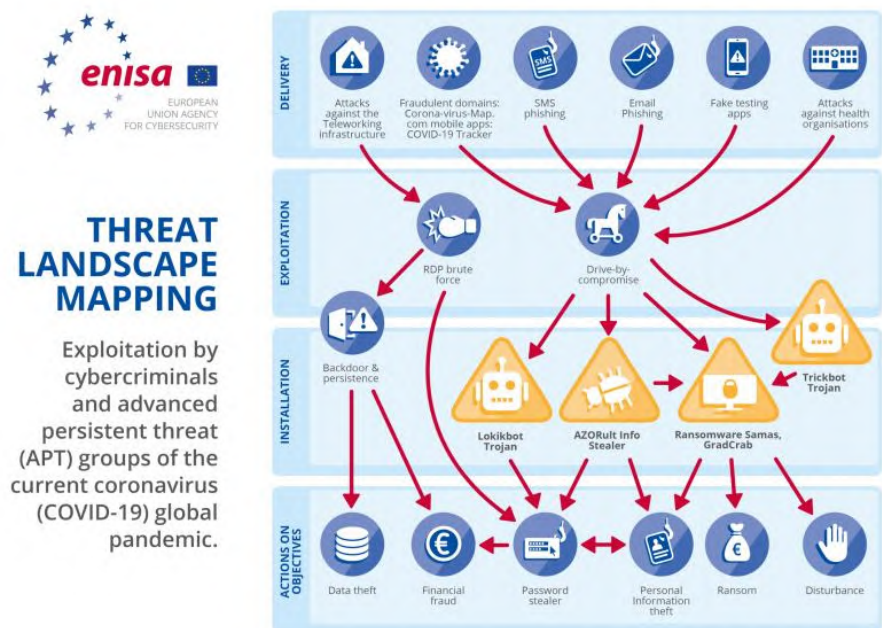 enisa
EUROPEAN
UNION AGENCY
FOR CYBERSECURITY
THREAT
LANDSCAPE
MAPPING
Exploitation by
cybercriminals
and advanced
persistent threat
(APT) groups of the
current coronavirus
(COVID-19) global
pandemic.
DELIVERY
Attacks
against the
Teleworking
infrastructure
Fraudulent domains:
Corona-virus-Map.
com mobile apps:
COVID-19 Tracker
SMS
SMS
phishing
Email
Phishing
Fake testing
apps
Attacks
against health
organisations
EXPLOITATION
RDP brute
force
Drive-by-
compromise
INSTALLATION
Backdoor &
persistence
Lokikbot
Trojan
AZORult Info
Stealer
Ransomware Samas,
GradCrab
Trickbot
Trojan
ACTIONS ON
OBJECTIVES
Data theft
€
Financial
fraud
Password
stealer
Personal
Information
theft
€
Ransom
Disturbance